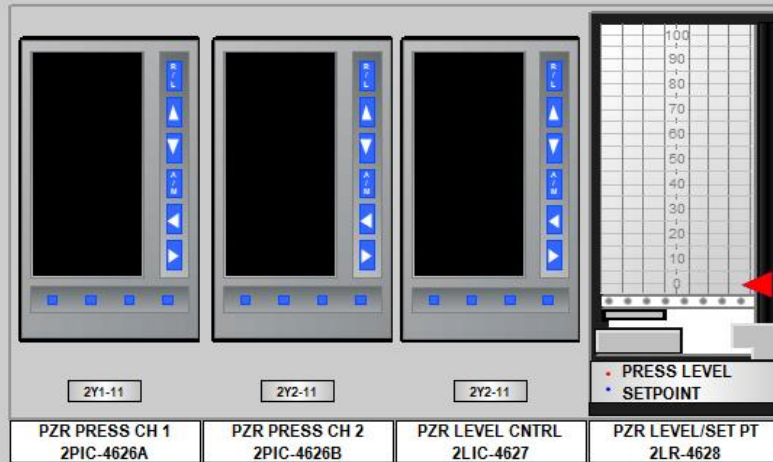 R/L
A/M
R/L
A/M
R/L
A/M
100
90
80
70
60
50
40
30
20
10
0
PRESS LEVEL
SETPOINT
2Y1-11
2Y2-11
2Y2-11
PZR PRESS CH 1
2PIC-4626A
PZR PRESS CH 2
2PIC-4626B
PZR LEVEL CNTRL
2LIC-4627
PZR LEVEL/SET PT
2LR-4628